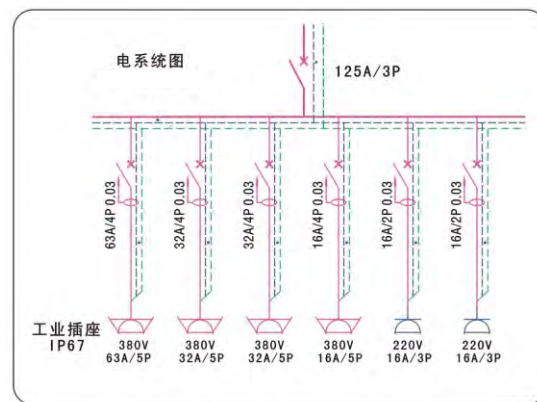 电系统图
125A/3P
63A/4P 0.03
32A/4P 0.03
32A/4P 0.03
16A/4P 0.03
16A/2P 0.03
16A/2P 0.03
工业插座
IP67
380V
63A/5P
380V
32A/5P
380V
32A/5P
380V
16A/5P
220V
16A/3P
220V
16A/3P